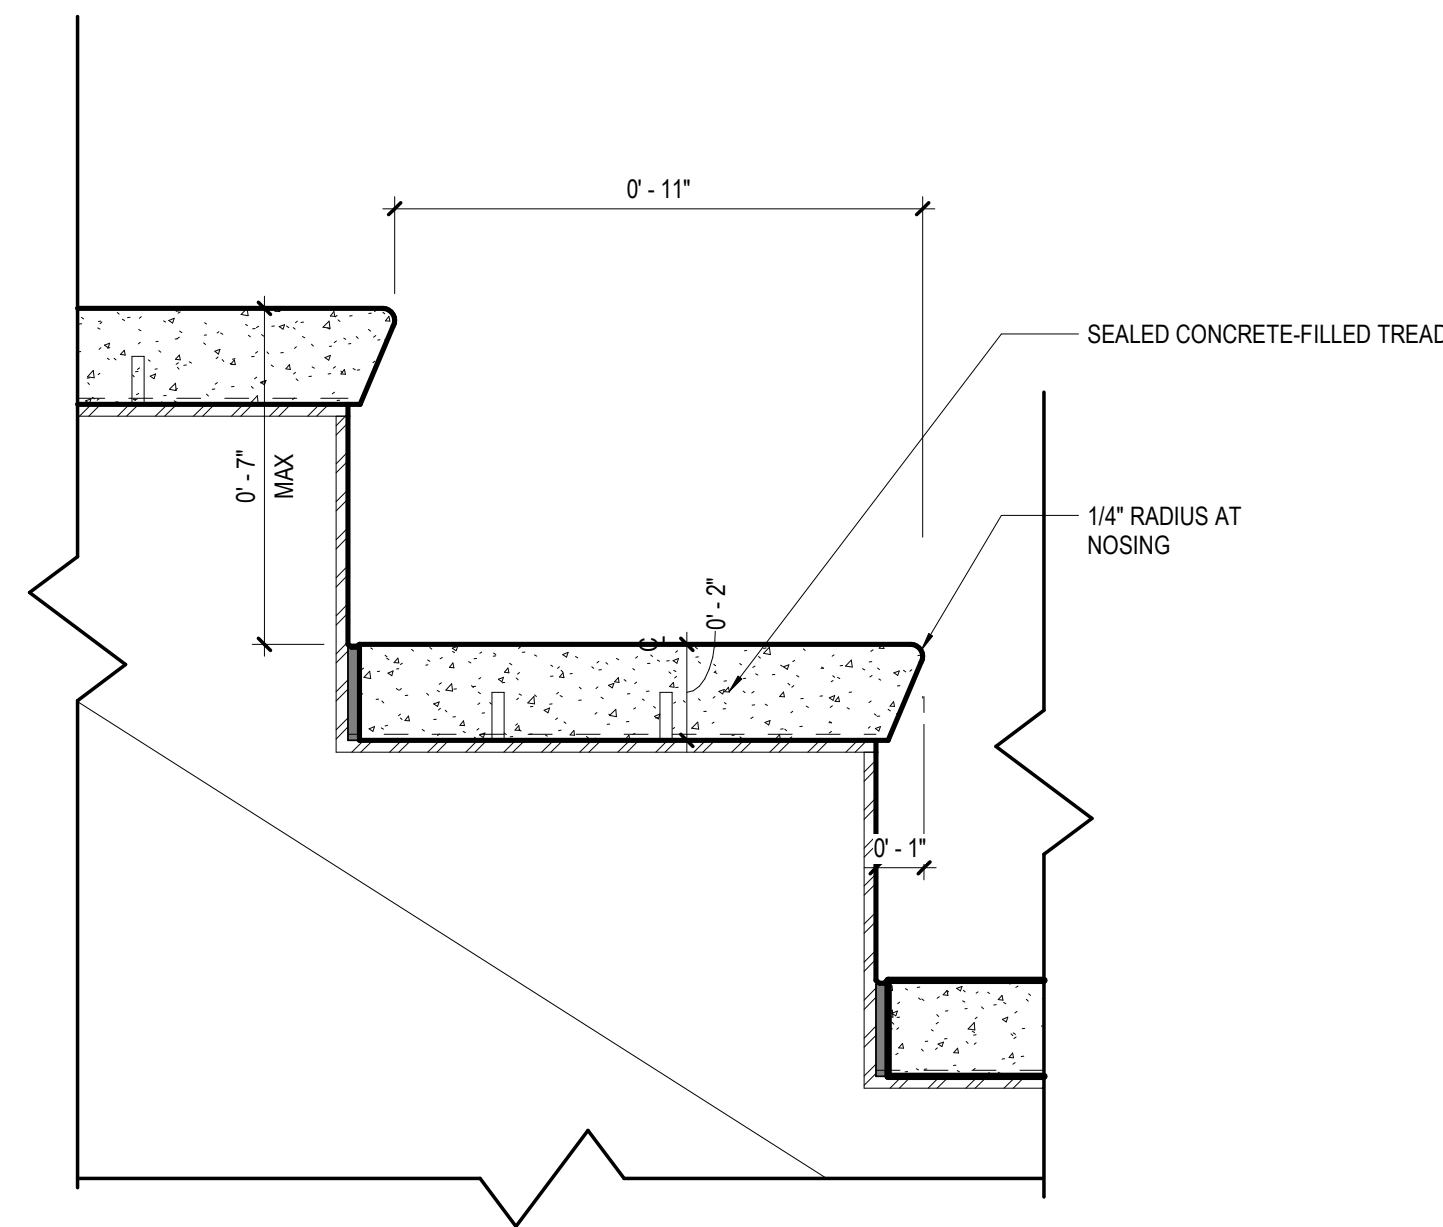 0' - 11"
SEALED CONCRETE-FILLED TREAD
0' - 7"
MAX
1/4" RADIUS AT
NOSING
0' - 2"
0' - 1"